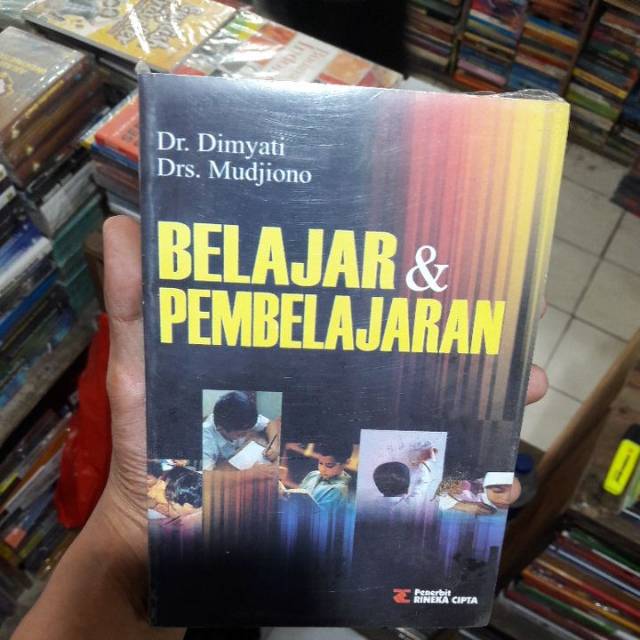 Dr. Dimyati
Drs. Mudjiono
BELAJAR &
PEMBELAJARAN
Penerbit
RINEKA CIPTA